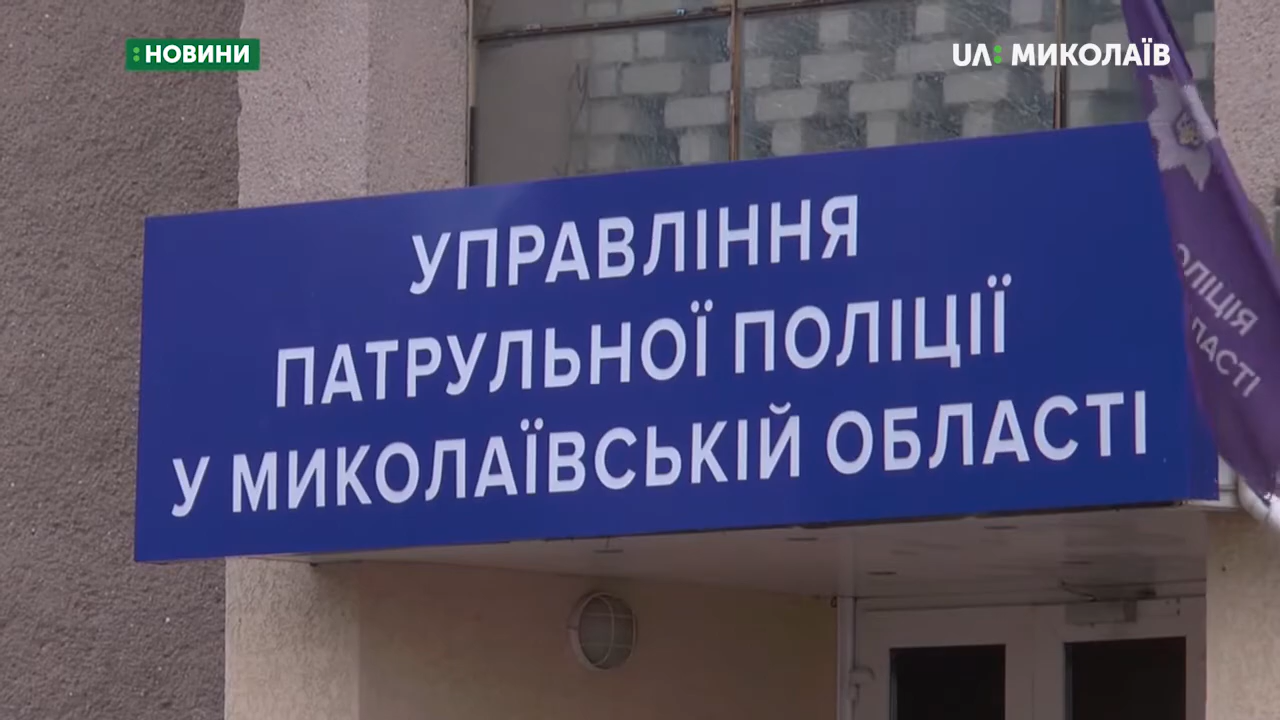 :НОВИНИ
UA: МИКОЛАЇВ
УПРАВЛІННЯ
ПАТРУЛЬНОЇ ПОЛІЦІЇ
У МИКОЛАЇВСЬКІЙ ОБЛАСТІ